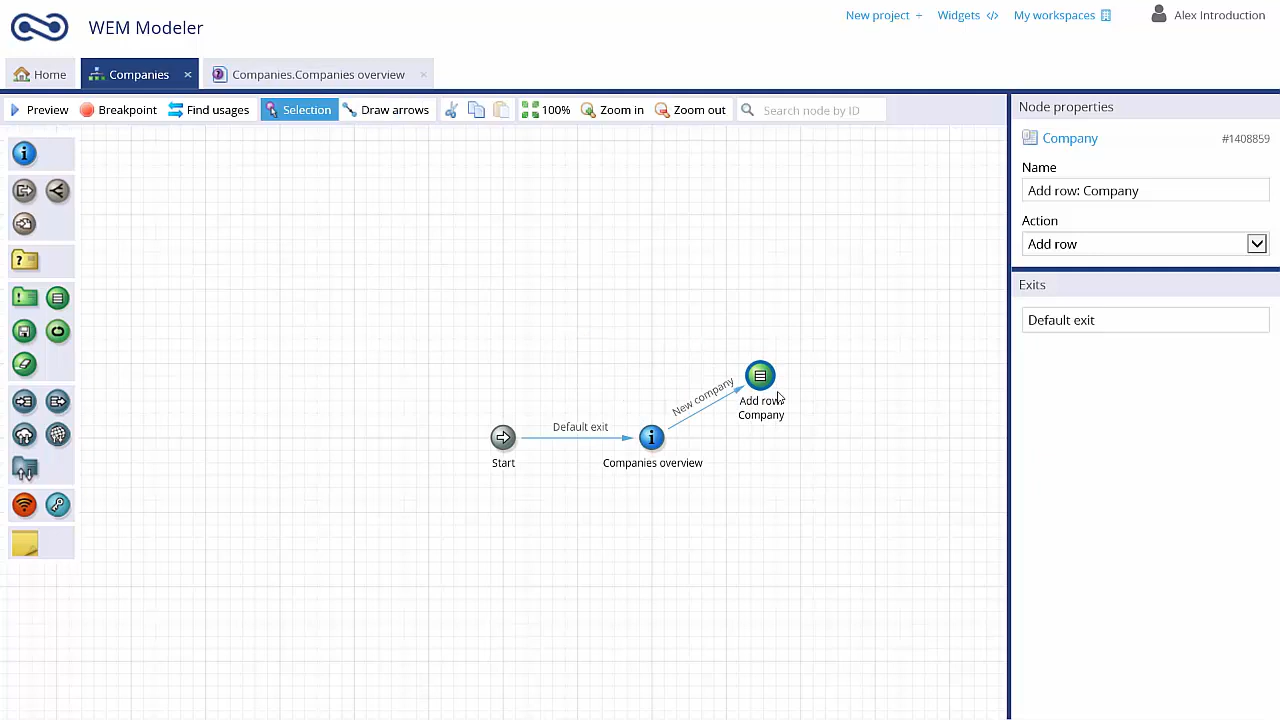 WEM Modeler
New project +
Widgets </>
My workspaces
Alex Introduction
Home
Companies ×
Companies.Companies overview ×
Preview
Breakpoint
Find usages
Selection
Draw arrows
100%
Zoom in
Zoom out
Search node by ID
Node properties
Company
#1408859
Name
Add row: Company
Action
Add row
Exits
Default exit
New company
Add row:
Company
Default exit
Start
Companies overview